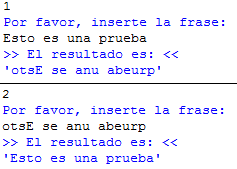 1
Por favor, inserte la frase:
Esto es una prueba
>> El resultado es: <<
'otsE se anu abeurp'
2
Por favor, inserte la frase:
otsE se anu abeurp
>> El resultado es: <<
'Esto es una prueba'